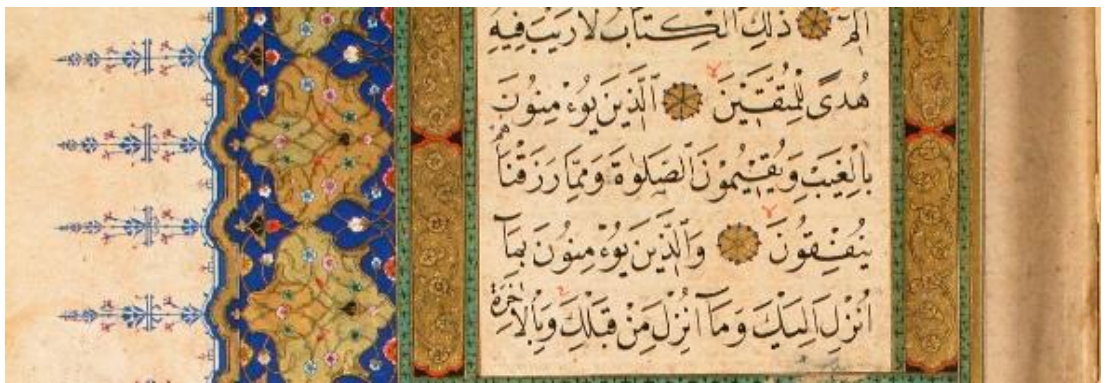 الٓمٓ ۝ ذٰلِكَ الْكِتَابُ لَا رَيْبَ فِيهِ
هُدًى لِلْمُتَّقِينَ ۝ الَّذِينَ يُؤْمِنُونَ
بِالْغَيْبِ وَيُقِيمُونَ الصَّلٰوةَ وَمِمَّا رَزَقْنَاهُمْ
يُنْفِقُونَ ۝ وَالَّذِينَ يُؤْمِنُونَ بِمَٓا
اُنْزِلَ اِلَيْكَ وَمَٓا اُنْزِلَ مِنْ قَبْلِكَ وَبِالْاٰخِرَةِ